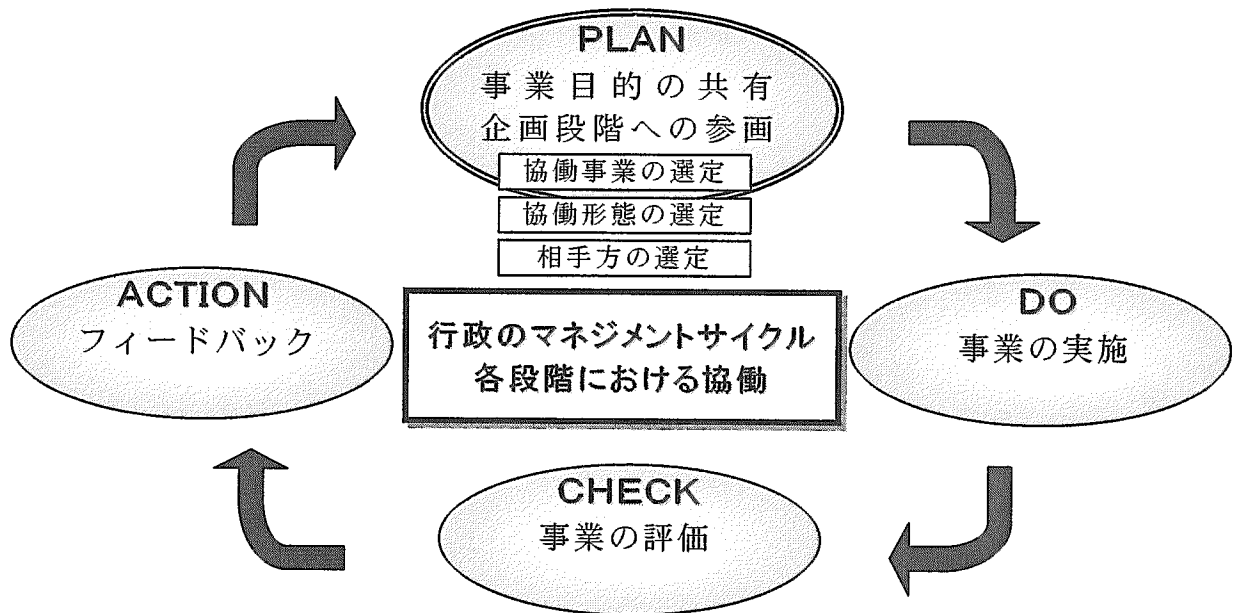 PLAN
事業目的の共有
企画段階への参画
協働事業の選定
協働形態の選定
相手方の選定
ACTION
フィードバック
行政のマネジメントサイクル
各段階における協働
DO
事業の実施
CHECK
事業の評価